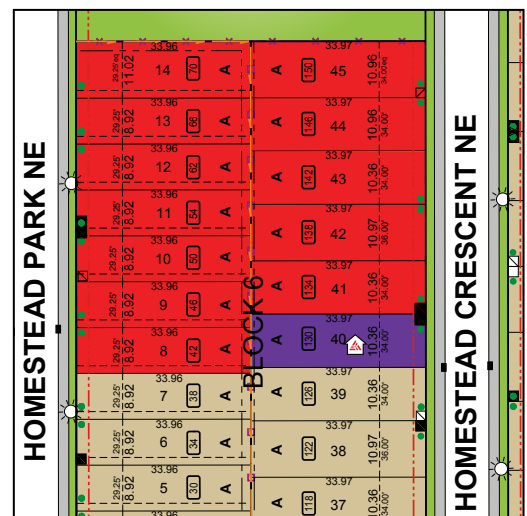 HOMESTEAD PARK NE
HOMESTEAD CRESCENT NE
BLOCK 6
33.96
29.25'eq 11.02 14 70 A
33.96
29.25' 8.92 13 66 A
33.96
29.25' 8.92 12 62 A
33.96
29.25' 8.92 11 54 A
33.96
29.25' 8.92 10 50 A
33.96
29.25' 8.92 9 46 A
33.96
29.25' 8.92 8 42 A
33.96
29.25' 8.92 7 38 A
33.96
29.25' 8.92 6 34 A
33.96
29.25' 8.92 5 30 A
33.96
33.97
A 150 45 10.96 34.00'eq
33.97
A 146 44 10.96 34.00'
33.97
A 142 43 10.36 34.00'
33.97
A 138 42 10.97 36.00'
33.97
A 134 41 10.36 34.00'
33.97
A 130 40 10.36 34.00'
33.97
A 126 39 10.36 34.00'
33.97
A 122 38 10.97 36.00'
33.97
A 118 37 10.36 34.00'